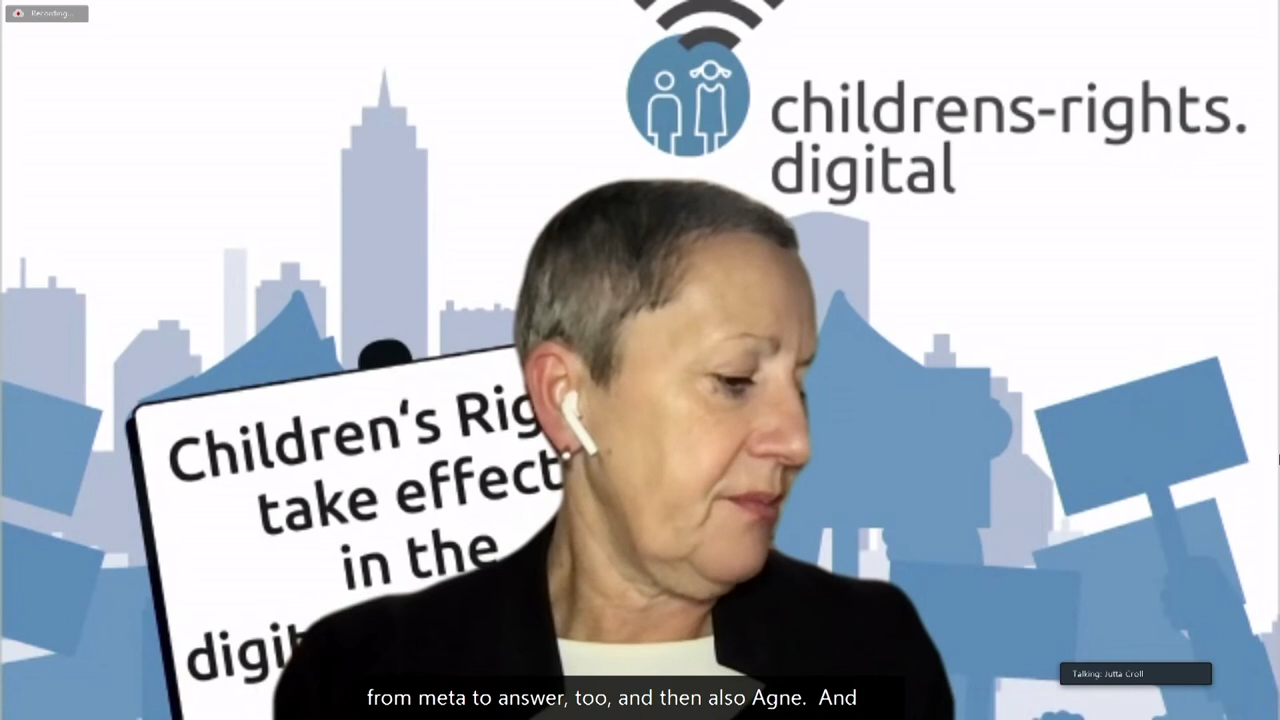 Recording...
childrens-rights.
digital
Children‘s Rig
take effect
in the
digit
Talking: Jutta Croll
from meta to answer, too, and then also Agne. And